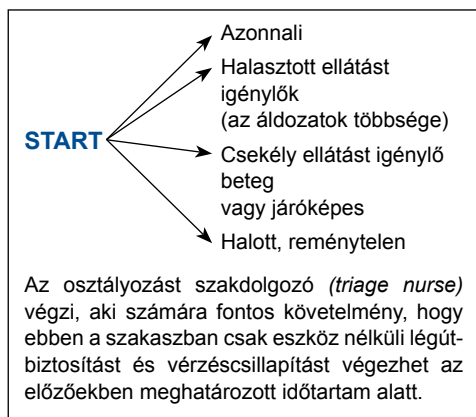 Azonnali
Halasztott ellátást
igénylők
(az áldozatok többsége)
START
Csekély ellátást igénylő
beteg
vagy járóképes
Halott, reménytelen
Az osztályozást szakdolgozó (triage nurse)
végzi, aki számára fontos követelmény, hogy
ebben a szakaszban csak eszköz nélküli légút-
biztosítást és vérzéscsillapítást végezhet az
előzőekben meghatározott időtartam alatt.